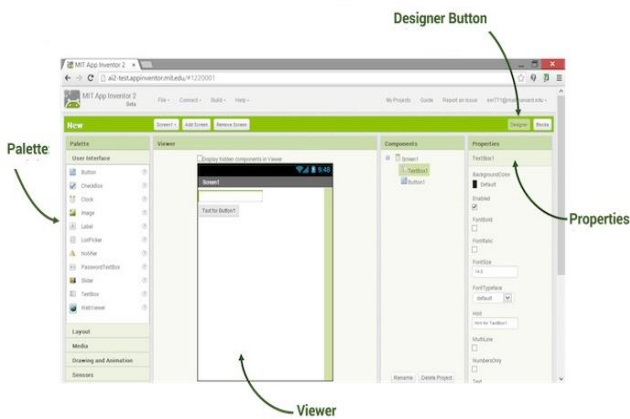 Designer Button
MIT App Inventor 2
ai2-test.appinventor.mit.edu/#1220001
MIT App Inventor 2
Beta
File Connect Build Help
My Projects Guide Report an Issue
New
Screen1 Add Screen Remove Screen
Designer Blocks
Palette
Palette
Viewer
Components
Properties
User Interface
Button
CheckBox
Clock
Image
Label
ListPicker
Notifier
PasswordTextBox
Slider
TextBox
WebViewer
Layout
Media
Drawing and Animation
Sensors
Display hidden components in Viewer
9:48
Screen1
Text for Button1
Screen1
TextBox1
Button1
Rename Delete Project
TextBox1
BackgroundColor
Default
Enabled
FontBold
FontItalic
FontSize
14.0
FontTypeface
default
Hint
Hint for TextBox1
MultiLine
NumbersOnly
Text
Properties
Viewer